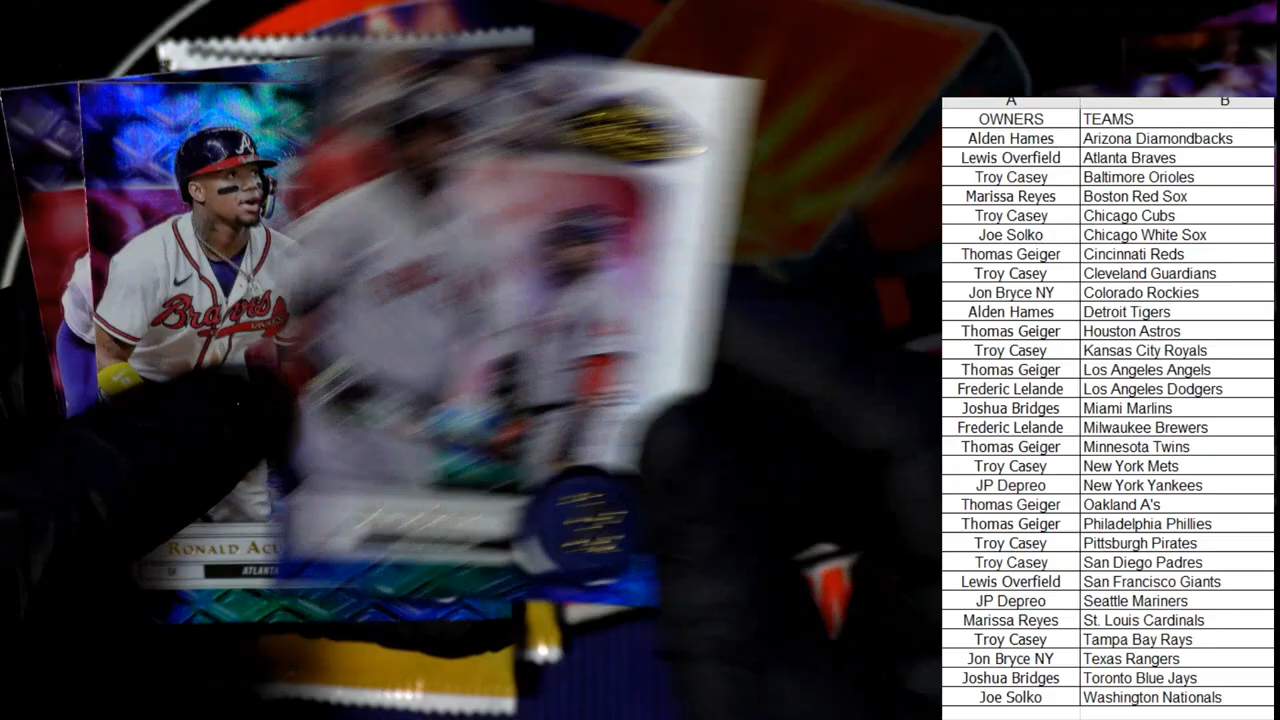 A B
OWNERS TEAMS
Alden Hames Arizona Diamondbacks
Lewis Overfield Atlanta Braves
Troy Casey Baltimore Orioles
Marissa Reyes Boston Red Sox
Troy Casey Chicago Cubs
Joe Solko Chicago White Sox
Thomas Geiger Cincinnati Reds
Troy Casey Cleveland Guardians
Jon Bryce NY Colorado Rockies
Alden Hames Detroit Tigers
Thomas Geiger Houston Astros
Troy Casey Kansas City Royals
Thomas Geiger Los Angeles Angels
Frederic Lelande Los Angeles Dodgers
Joshua Bridges Miami Marlins
Frederic Lelande Milwaukee Brewers
Thomas Geiger Minnesota Twins
Troy Casey New York Mets
JP Depreo New York Yankees
Thomas Geiger Oakland A's
Thomas Geiger Philadelphia Phillies
Troy Casey Pittsburgh Pirates
Troy Casey San Diego Padres
Lewis Overfield San Francisco Giants
JP Depreo Seattle Mariners
Marissa Reyes St. Louis Cardinals
Troy Casey Tampa Bay Rays
Jon Bryce NY Texas Rangers
Joshua Bridges Toronto Blue Jays
Joe Solko Washington Nationals
A
Braves
RONALD ACU
OF ATLANTA